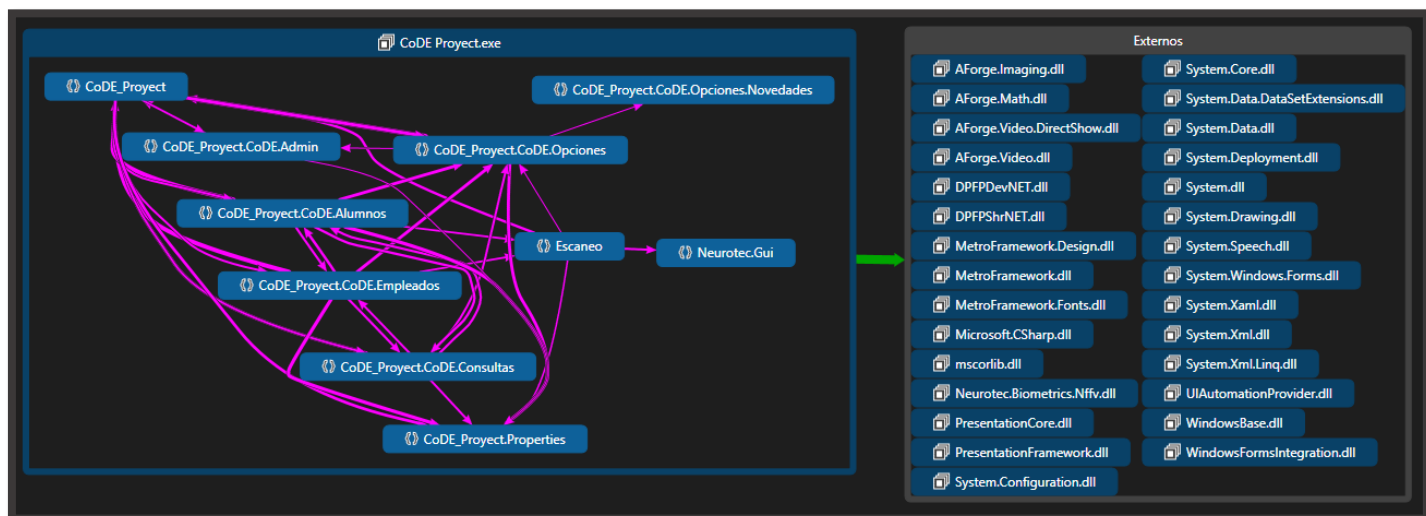 CoDE Proyect.exe
CoDE_Proyect
CoDE_Proyect.CoDE.Opciones.Novedades
CoDE_Proyect.CoDE.Admin
CoDE_Proyect.CoDE.Opciones
CoDE_Proyect.CoDE.Alumnos
Escaneo
Neurotec.Gui
CoDE_Proyect.CoDE.Empleados
CoDE_Proyect.CoDE.Consultas
CoDE_Proyect.Properties
Externos
AForge.Imaging.dll
AForge.Math.dll
AForge.Video.DirectShow.dll
AForge.Video.dll
DPFPDevNET.dll
DPFPShrNET.dll
MetroFramework.Design.dll
MetroFramework.dll
MetroFramework.Fonts.dll
Microsoft.CSharp.dll
mscorlib.dll
Neurotec.Biometrics.Nffv.dll
PresentationCore.dll
PresentationFramework.dll
System.Configuration.dll
System.Core.dll
System.Data.DataSetExtensions.dll
System.Data.dll
System.Deployment.dll
System.dll
System.Drawing.dll
System.Speech.dll
System.Windows.Forms.dll
System.Xaml.dll
System.Xml.dll
System.Xml.Linq.dll
UIAutomationProvider.dll
WindowsBase.dll
WindowsFormsIntegration.dll